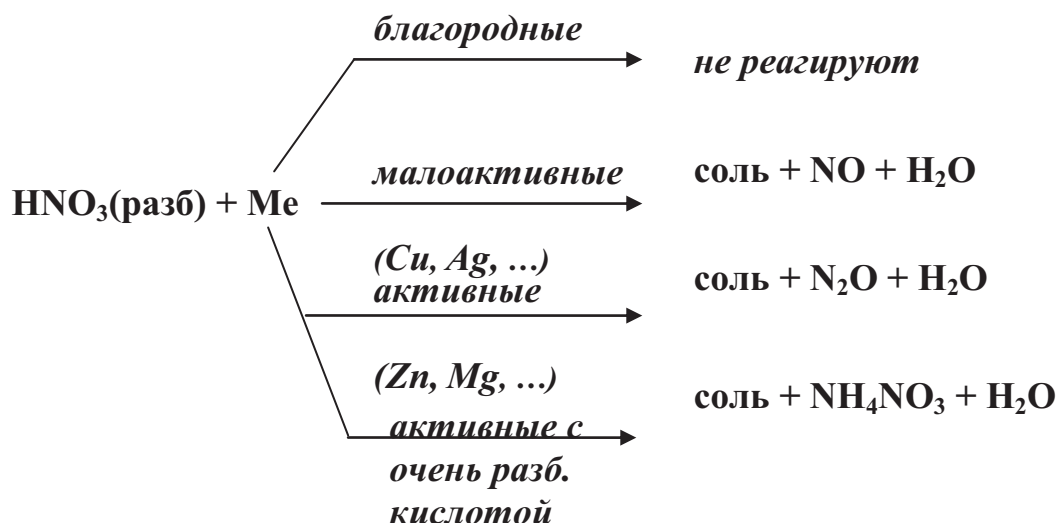 благородные
не реагируют
HNO₃(разб) + Me
малоактивные
соль + NO + H₂O
(Cu, Ag, …)
активные
соль + N₂O + H₂O
(Zn, Mg, …)
соль + NH₄NO₃ + H₂O
активные с
очень разб.
кислотой